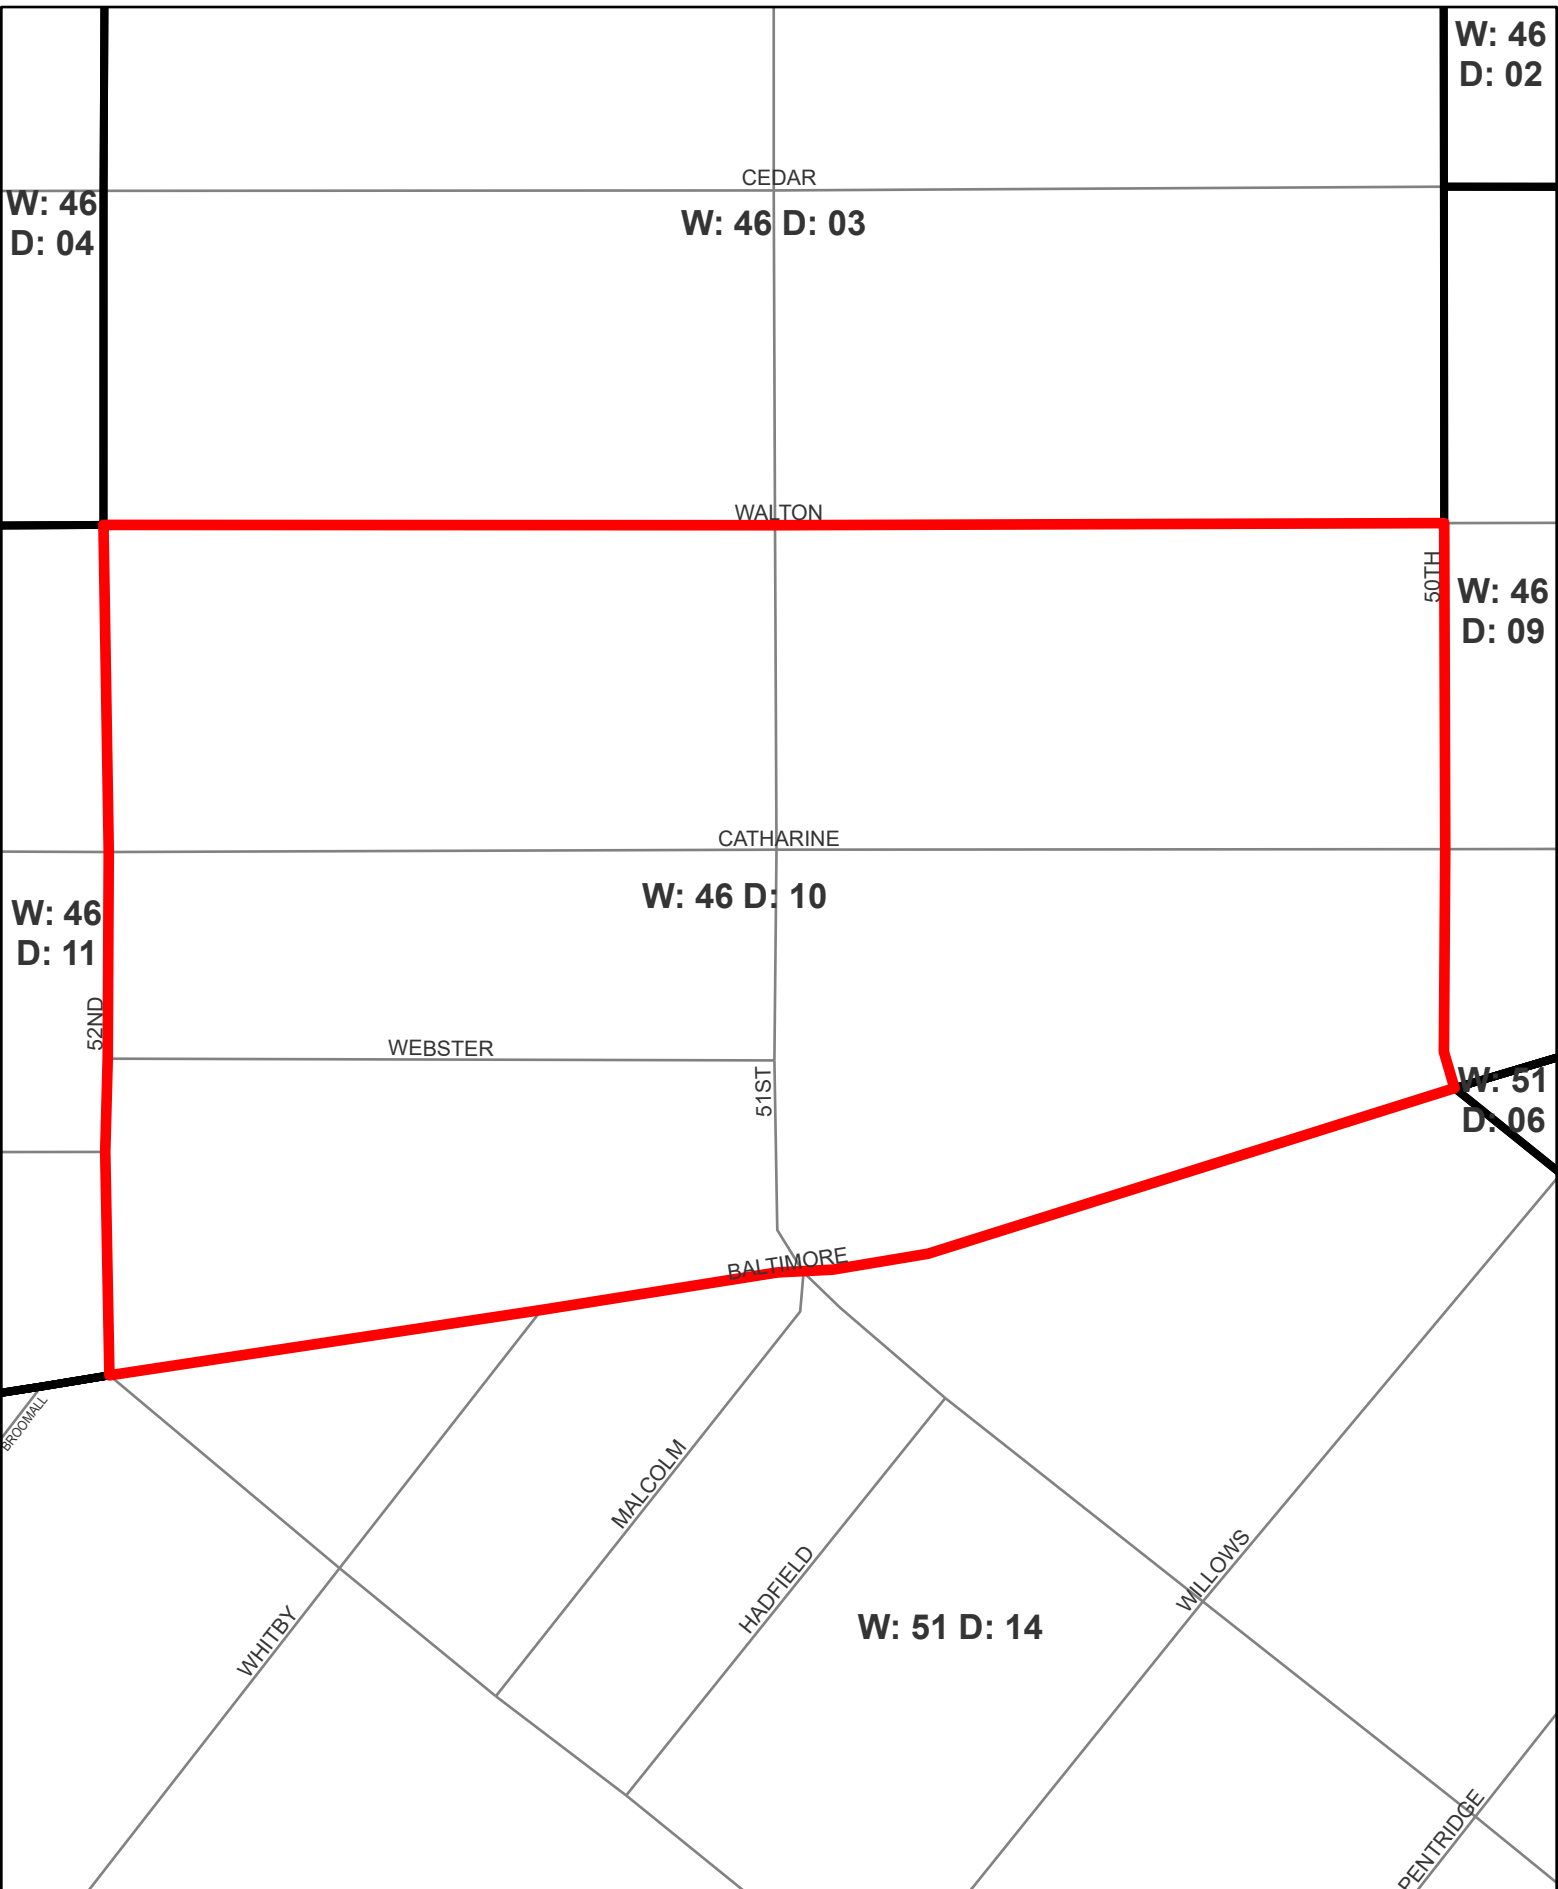 W: 46
D: 02
CEDAR
W: 46
D: 04
W: 46 D: 03
WALTON
50TH
W: 46
D: 09
CATHARINE
W: 46 D: 10
W: 46
D: 11
52ND
WEBSTER
51ST
W: 51
D: 06
BALTIMORE
BROOMALL
MALCOLM
HADFIELD
WILLOWS
WHITBY
W: 51 D: 14
PENTRIDGE